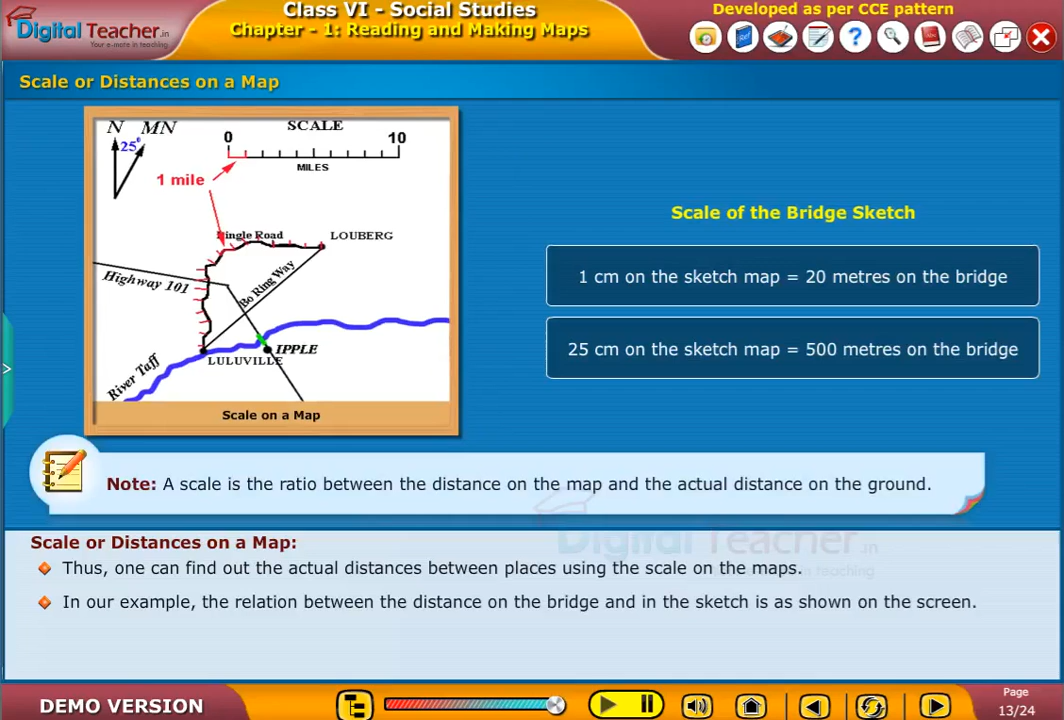 Class VI - Social Studies
Chapter - 1: Reading and Making Maps
Developed as per CCE pattern
Digital Teacher.in
Your e-more in teaching
Ref
Scale or Distances on a Map
N MN
25°
SCALE
0 10
MILES
1 mile
LOUBERG
Highway 101
Bo Ring Way
IPPLE
LULUVILLE
River Taff
Scale on a Map
Scale of the Bridge Sketch
1 cm on the sketch map = 20 metres on the bridge
25 cm on the sketch map = 500 metres on the bridge
Note: A scale is the ratio between the distance on the map and the actual distance on the ground.
Digital Teacher.in
Scale or Distances on a Map:
Thus, one can find out the actual distances between places using the scale on the maps.
In our example, the relation between the distance on the bridge and in the sketch is as shown on the screen.
DEMO VERSION
Page
13/24